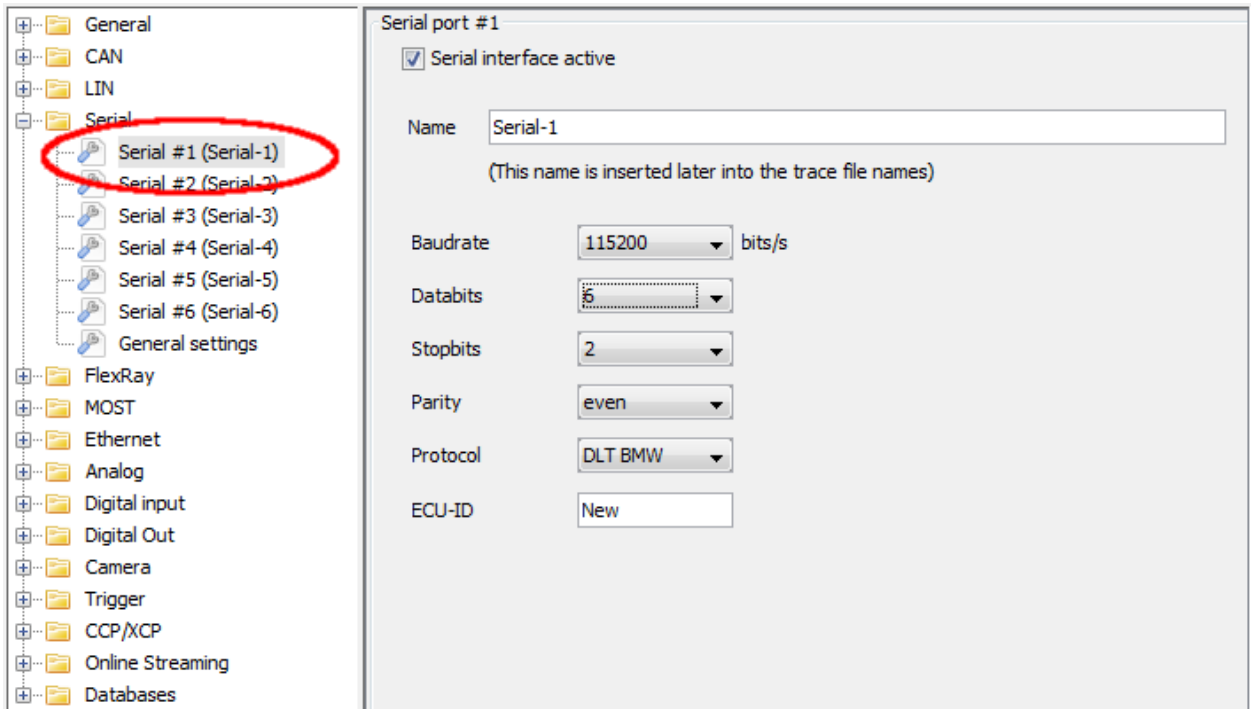 General
CAN
LIN
Serial
Serial #1 (Serial-1)
Serial #2 (Serial-2)
Serial #3 (Serial-3)
Serial #4 (Serial-4)
Serial #5 (Serial-5)
Serial #6 (Serial-6)
General settings
FlexRay
MOST
Ethernet
Analog
Digital input
Digital Out
Camera
Trigger
CCP/XCP
Online Streaming
Databases
Serial port #1
Serial interface active
Name Serial-1
(This name is inserted later into the trace file names)
Baudrate 115200 bits/s
Databits 6
Stopbits 2
Parity even
Protocol DLT BMW
ECU-ID New